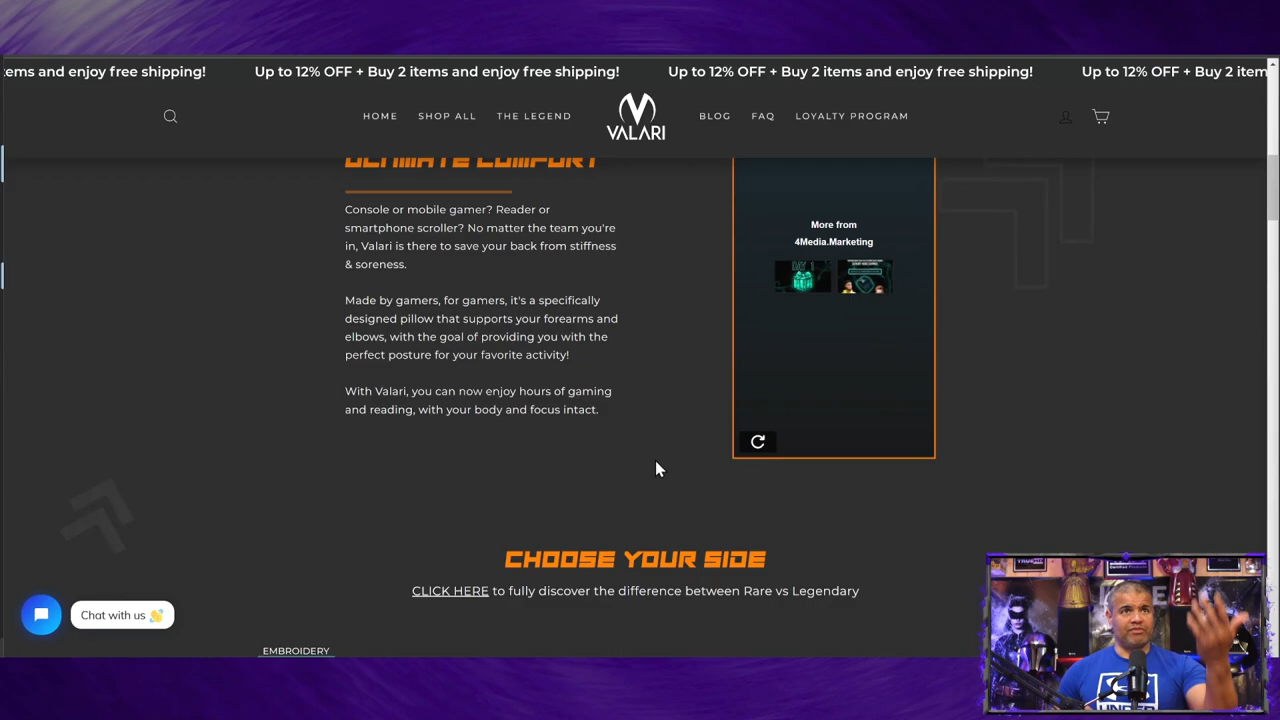 ems and enjoy free shipping! Up to 12% OFF + Buy 2 items and enjoy free shipping! Up to 12% OFF + Buy 2 items and enjoy free shipping! Up to 12% OFF + Buy 2 item
HOME SHOP ALL THE LEGEND VALARI BLOG FAQ LOYALTY PROGRAM
ULTIMATE COMFORT
Console or mobile gamer? Reader or
smartphone scroller? No matter the team you're
in, Valari is there to save your back from stiffness
& soreness.
Made by gamers, for gamers, it's a specifically
designed pillow that supports your forearms and
elbows, with the goal of providing you with the
perfect posture for your favorite activity!
With Valari, you can now enjoy hours of gaming
and reading, with your body and focus intact.
More from
4Media.Marketing
CHOOSE YOUR SIDE
CLICK HERE to fully discover the difference between Rare vs Legendary
Chat with us 👋
EMBROIDERY
UNDER